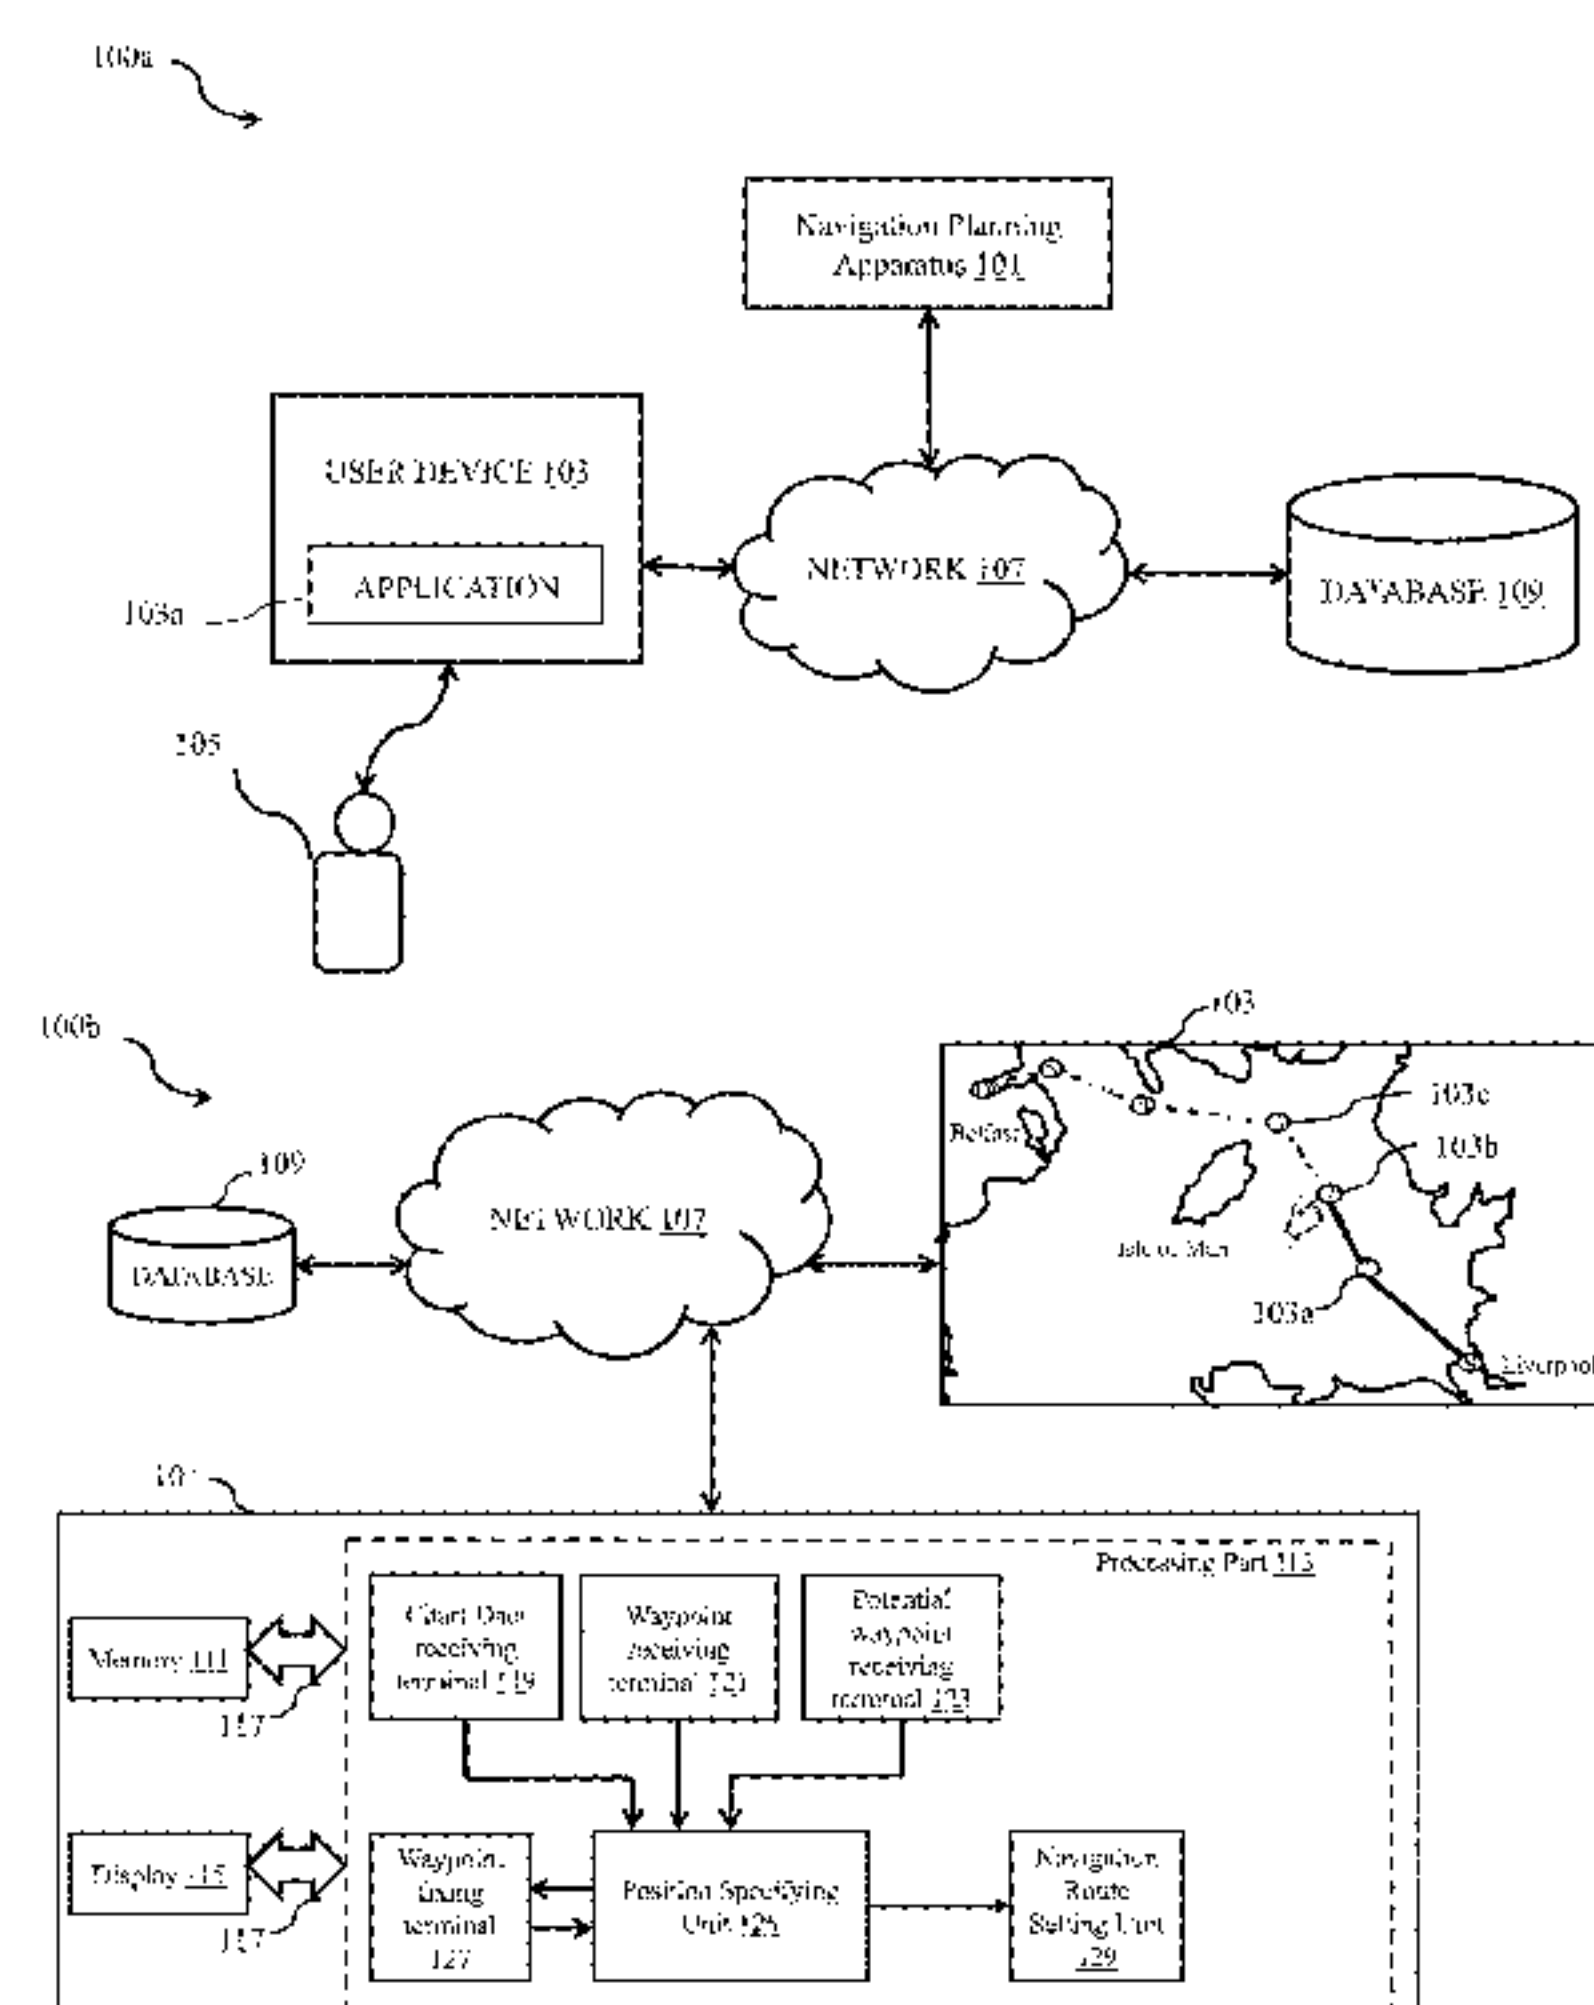 100a
Navigation Planning
Apparatus 101
USER DEVICE 103
APPLICATION
103a
NETWORK 107
DATABASE 109
105
100b
103
109
DATABASE
NETWORK 107
103c
103b
Belfast
Isle of Man
103a
Liverpool
Processing Part 113
Memory 111
117
Chart Data
receiving
terminal 119
Waypoint
receiving
terminal 121
Potential
waypoint
receiving
terminal 123
Display 115
117
Waypoint
fixing
terminal
127
Position Specifying
Unit 125
Navigation
Route
Setting Unit
129